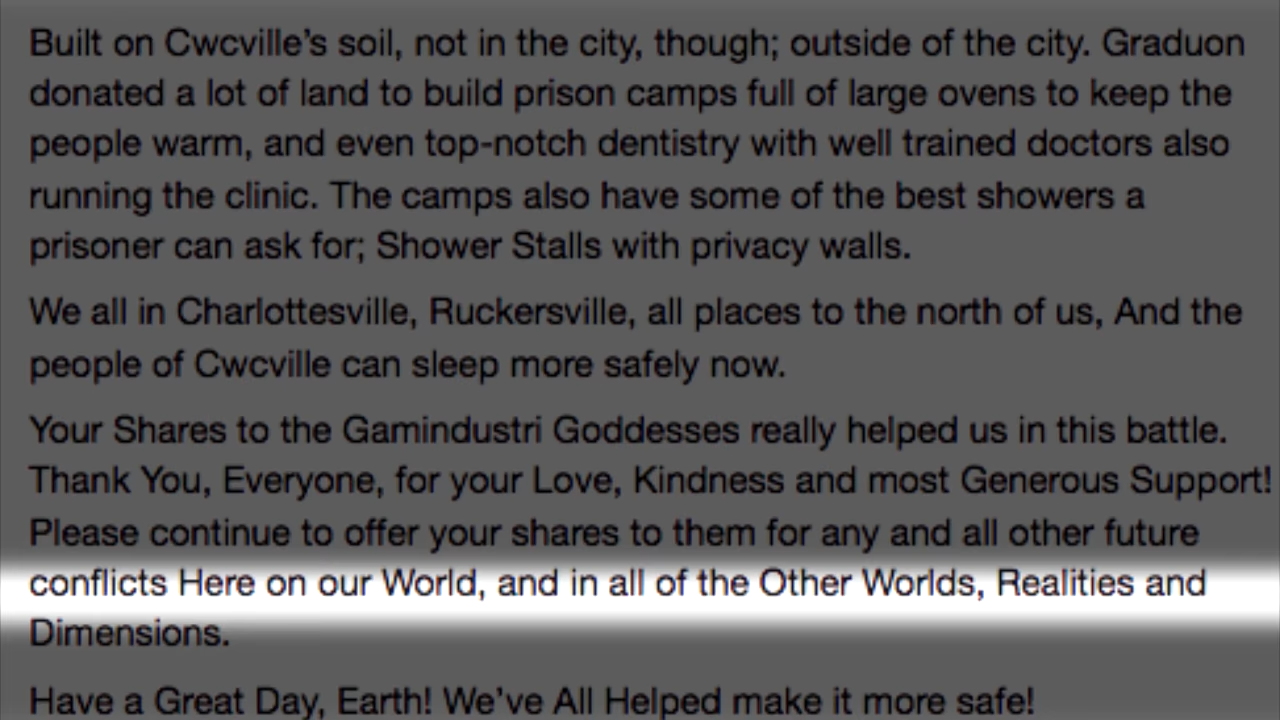 Built on Cwcville's soil, not in the city, though; outside of the city. Graduon
donated a lot of land to build prison camps full of large ovens to keep the
people warm, and even top-notch dentistry with well trained doctors also
running the clinic. The camps also have some of the best showers a
prisoner can ask for; Shower Stalls with privacy walls.
We all in Charlottesville, Ruckersville, all places to the north of us, And the
people of Cwcville can sleep more safely now.
Your Shares to the Gamindustri Goddesses really helped us in this battle.
Thank You, Everyone, for your Love, Kindness and most Generous Support!
Please continue to offer your shares to them for any and all other future
conflicts Here on our World, and in all of the Other Worlds, Realities and
Dimensions.
Have a Great Day, Earth! We've All Helped make it more safe!